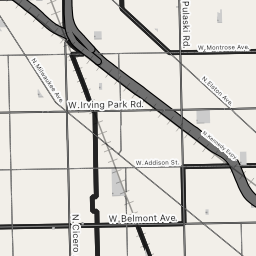 Pulaski Rd.
W. Montrose Ave.
N. Milwaukee Ave.
N. Elston Ave.
W. Irving Park Rd.
N. Kennedy Expy
W. Addison St.
N. Cicero
W. Belmont Ave.